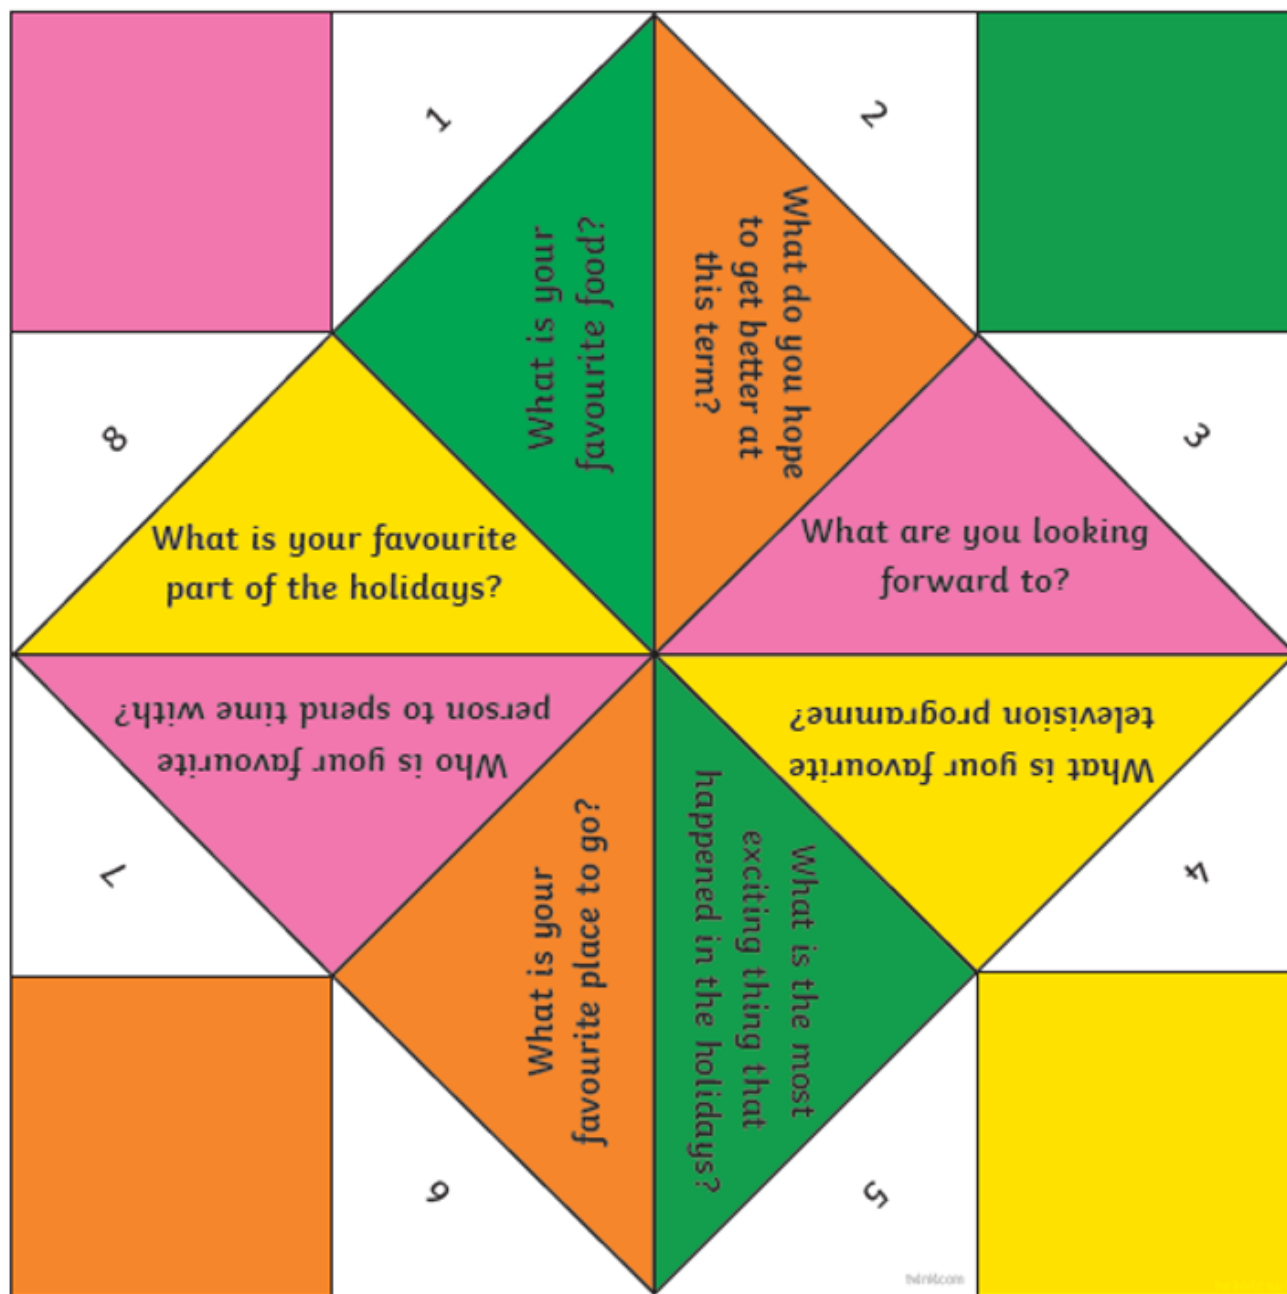 1
2
What is your
favourite food?
What do you hope
to get better at
this term?
3
8
What is your favourite
part of the holidays?
What are you looking
forward to?
Who is your favourite
person to spend time with?
What is your favourite
television programme?
7
4
What is your
favourite place to go?
What is the most
exciting thing that
happened in the holidays?
6
5
twinkl.com